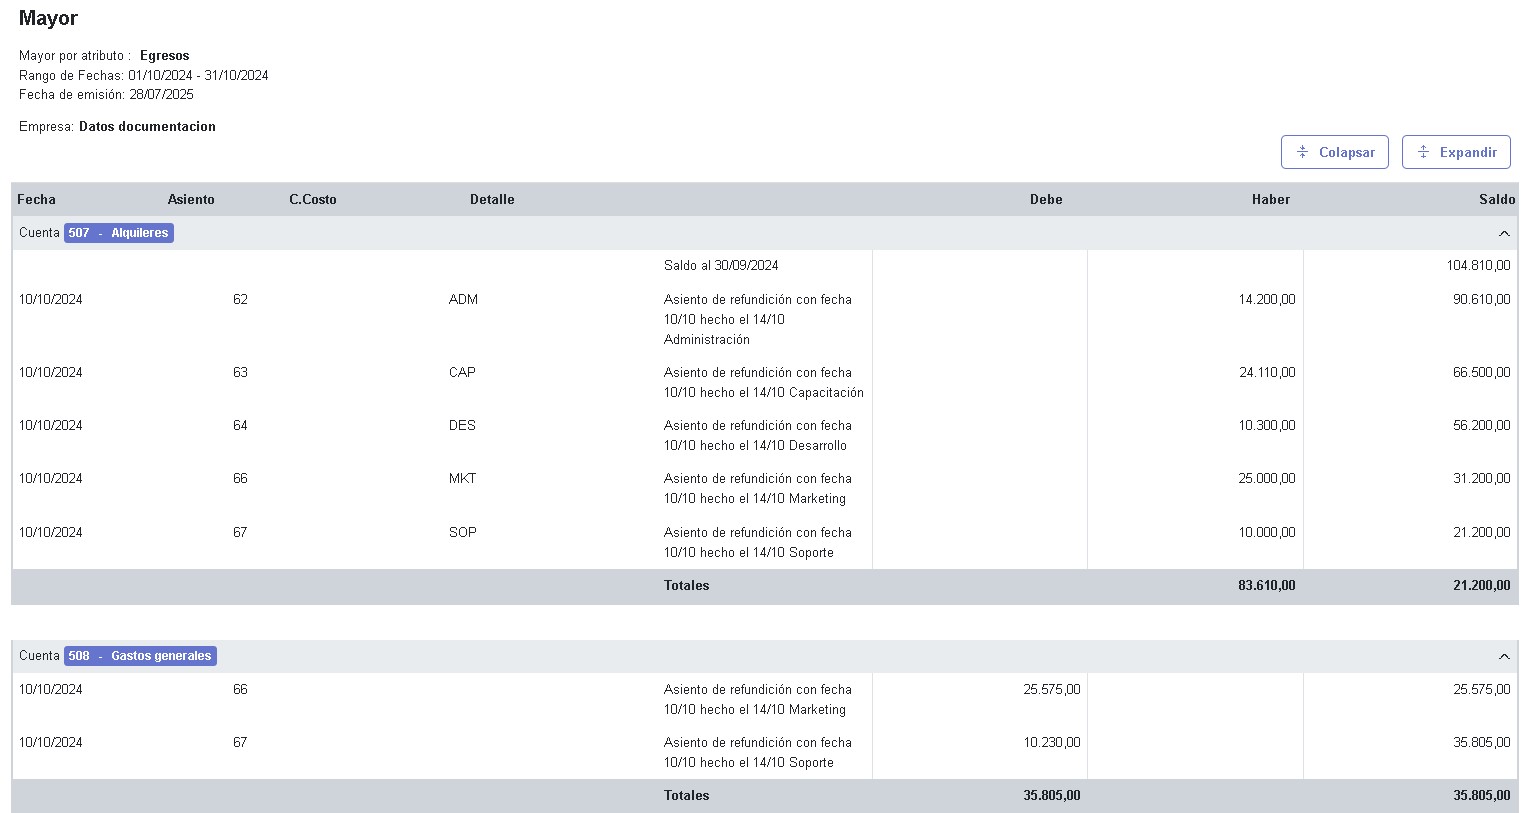 Mayor
Mayor por atributo : Egresos
Rango de Fechas: 01/10/2024 - 31/10/2024
Fecha de emisión: 28/07/2025
Empresa: Datos documentacion
Colapsar Expandir
Fecha Asiento C.Costo Detalle Debe Haber Saldo
Cuenta 507 - Alquileres
Saldo al 30/09/2024 104.810,00
10/10/2024 62 ADM Asiento de refundición con fecha 14.200,00 90.610,00
10/10 hecho el 14/10
Administración
10/10/2024 63 CAP Asiento de refundición con fecha 24.110,00 66.500,00
10/10 hecho el 14/10 Capacitación
10/10/2024 64 DES Asiento de refundición con fecha 10.300,00 56.200,00
10/10 hecho el 14/10 Desarrollo
10/10/2024 66 MKT Asiento de refundición con fecha 25.000,00 31.200,00
10/10 hecho el 14/10 Marketing
10/10/2024 67 SOP Asiento de refundición con fecha 10.000,00 21.200,00
10/10 hecho el 14/10 Soporte
Totales 83.610,00 21.200,00
Cuenta 508 - Gastos generales
10/10/2024 66 Asiento de refundición con fecha 25.575,00 25.575,00
10/10 hecho el 14/10 Marketing
10/10/2024 67 Asiento de refundición con fecha 10.230,00 35.805,00
10/10 hecho el 14/10 Soporte
Totales 35.805,00 35.805,00